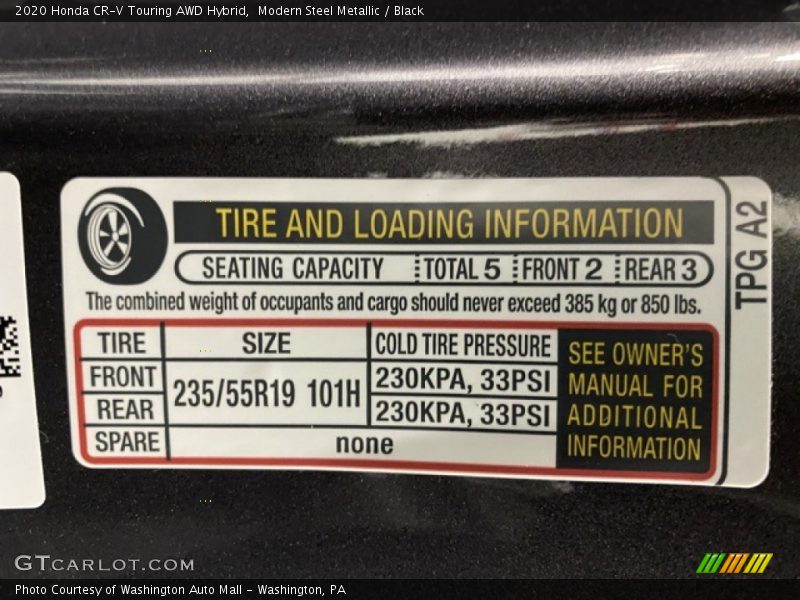 2020 Honda CR-V Touring AWD Hybrid,  Modern Steel Metallic / Black
TIRE AND LOADING INFORMATION
SEATING CAPACITY TOTAL 5 FRONT 2 REAR 3
The combined weight of occupants and cargo should never exceed 385 kg or 850 lbs.
TIRE SIZE COLD TIRE PRESSURE
FRONT 235/55R19 101H 230KPA, 33PSI
REAR 230KPA, 33PSI
SPARE none
SEE OWNER'S
MANUAL FOR
ADDITIONAL
INFORMATION
TPG A2
GTCARLOT.COM
Photo Courtesy of Washington Auto Mall - Washington, PA